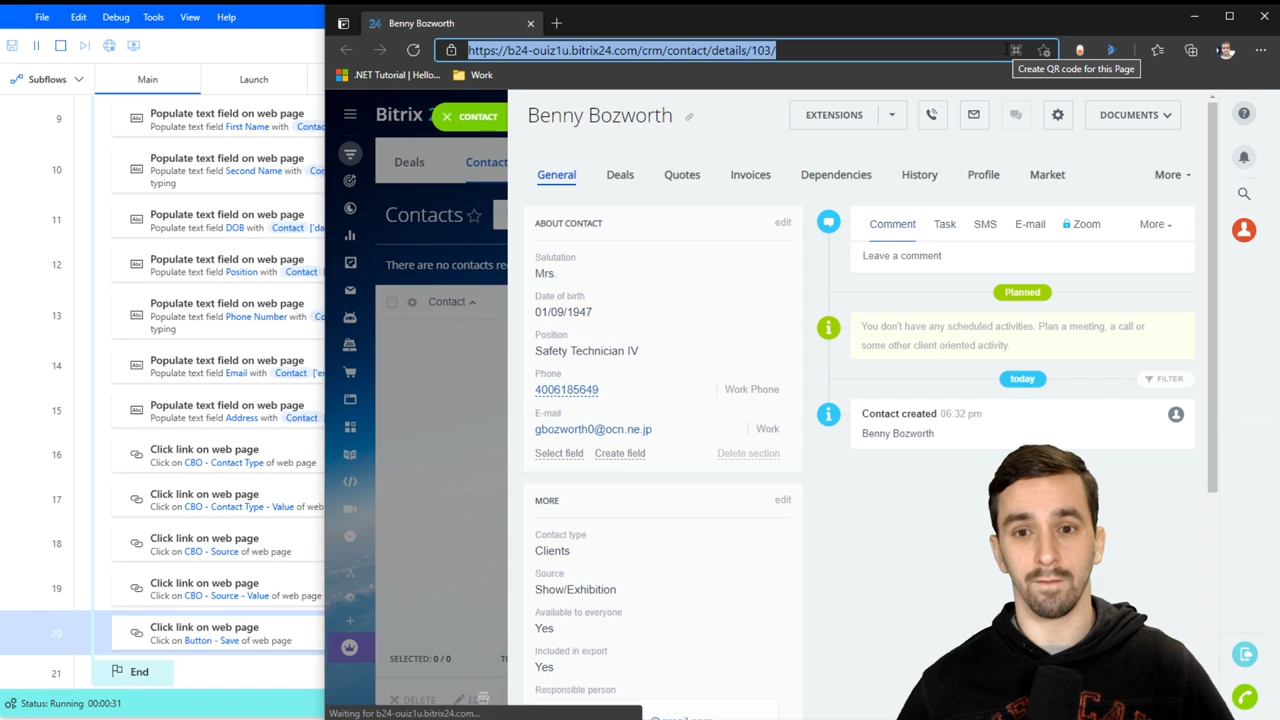 File Edit Debug Tools View Help
Subflows Main Launch
9 Populate text field on web page
Populate text field First Name with Contac
10 Populate text field on web page
Populate text field Second Name with Con
typing
11 Populate text field on web page
Populate text field DOB with Contact ['da
12 Populate text field on web page
Populate text field Position with Contact [
13 Populate text field on web page
Populate text field Phone Number with Co
typing
14 Populate text field on web page
Populate text field Email with Contact ['e
15 Populate text field on web page
Populate text field Address with Contact [
16 Click link on web page
Click on CBO - Contact Type of web page
17 Click link on web page
Click on CBO - Contact Type - Value of web page
18 Click link on web page
Click on CBO - Source of web page
19 Click link on web page
Click on CBO - Source - Value of web page
20 Click link on web page
Click on Button - Save of web page
21 End
Status: Running 00:00:31
24 Benny Bozworth
https://b24-ouiz1u.bitrix24.com/crm/contact/details/103/
Create QR code for this Page
.NET Tutorial | Hello... Work
Bitrix 2
CONTACT
Deals Contac
Contacts
There are no contacts re
Contact
SELECTED: 0 / 0 TO
DELETE
Waiting for b24-ouiz1u.bitrix24.com...
Benny Bozworth
EXTENSIONS
DOCUMENTS
General Deals Quotes Invoices Dependencies History Profile Market More
ABOUT CONTACT edit
Salutation
Mrs.
Date of birth
01/09/1947
Position
Safety Technician IV
Phone
4006185649 Work Phone
E-mail
gbozworth0@ocn.ne.jp Work
Select field Create field Delete section
MORE edit
Contact type
Clients
Source
Show/Exhibition
Available to everyone
Yes
Included in export
Yes
Responsible person
@gmail.com
Comment Task SMS E-mail Zoom More
Leave a comment
Planned
You don't have any scheduled activities. Plan a meeting, a call or
some other client oriented activity.
today
FILTER
Contact created 06:32 pm
Benny Bozworth